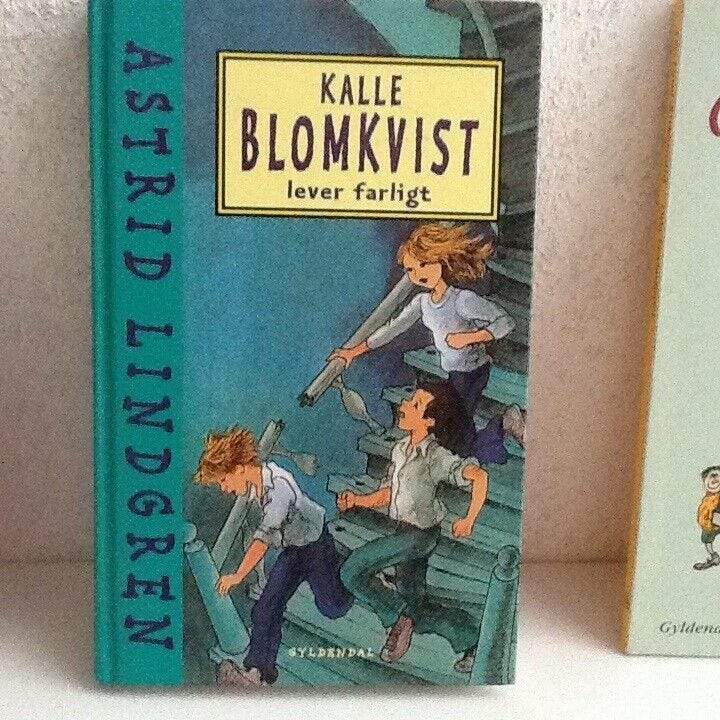 ASTRID LINDGREN
KALLE
BLOMKVIST
lever farligt
GYLDENDAL